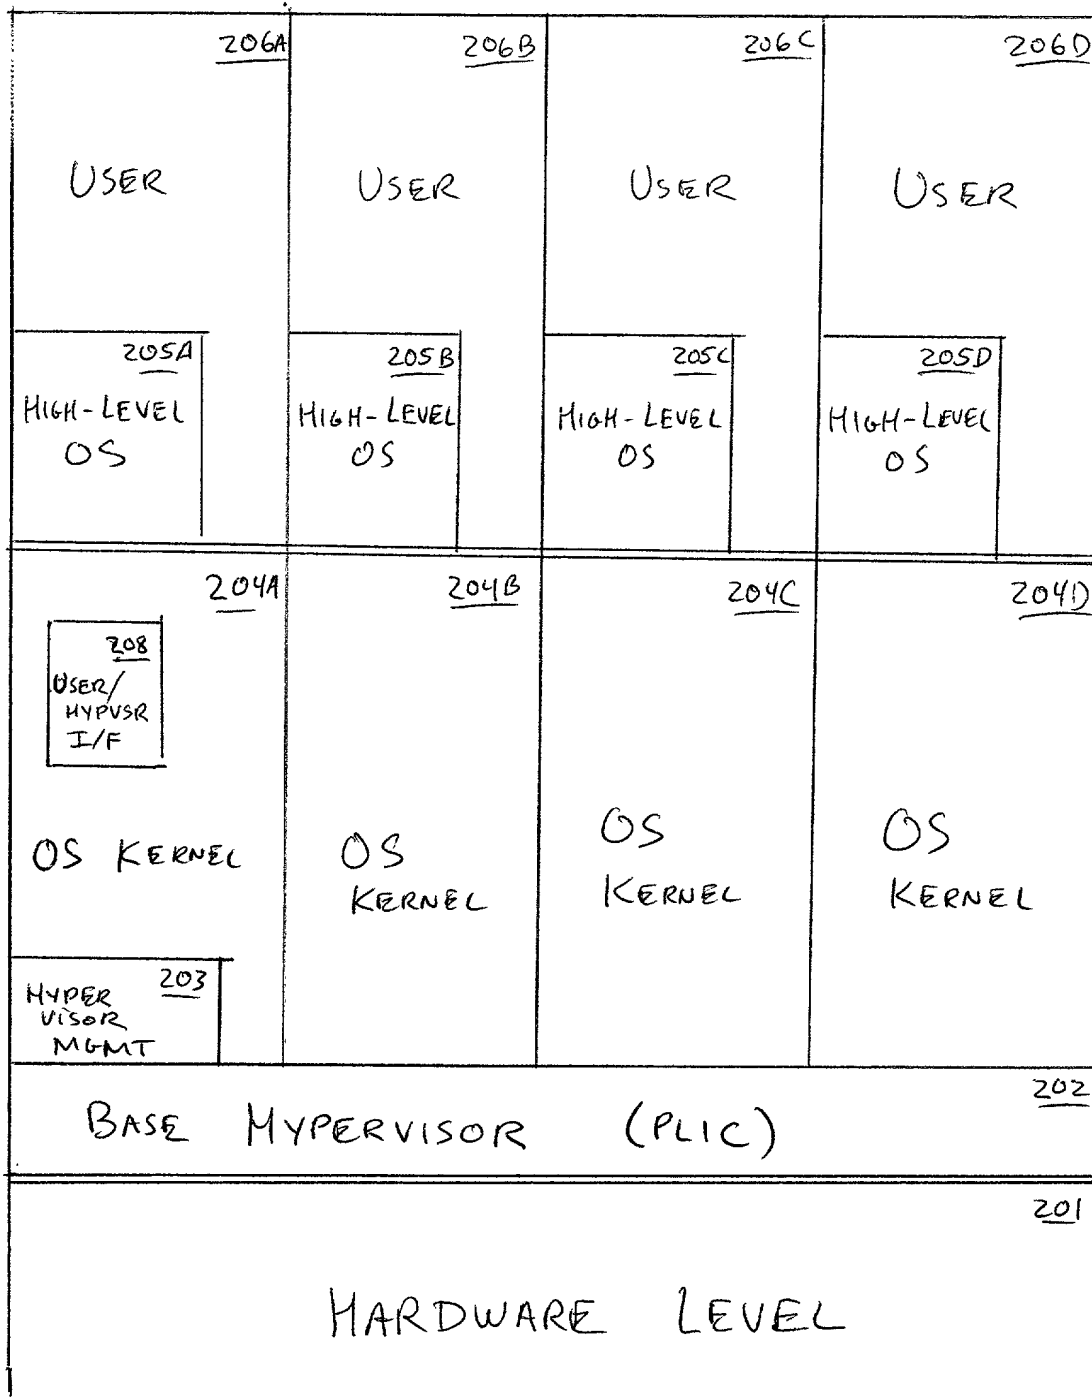 206A
206B
206C
206D
USER
USER
USER
USER
205A
HIGH-LEVEL
OS
205B
HIGH-LEVEL
OS
205C
HIGH-LEVEL
OS
205D
HIGH-LEVEL
OS
204A
204B
204C
204D
208
USER/
HYPVSR
I/F
OS KERNEL
OS
KERNEL
OS
KERNEL
OS
KERNEL
203
HYPER
VISOR
MGMT
202
BASE HYPERVISOR (PLIC)
201
HARDWARE LEVEL